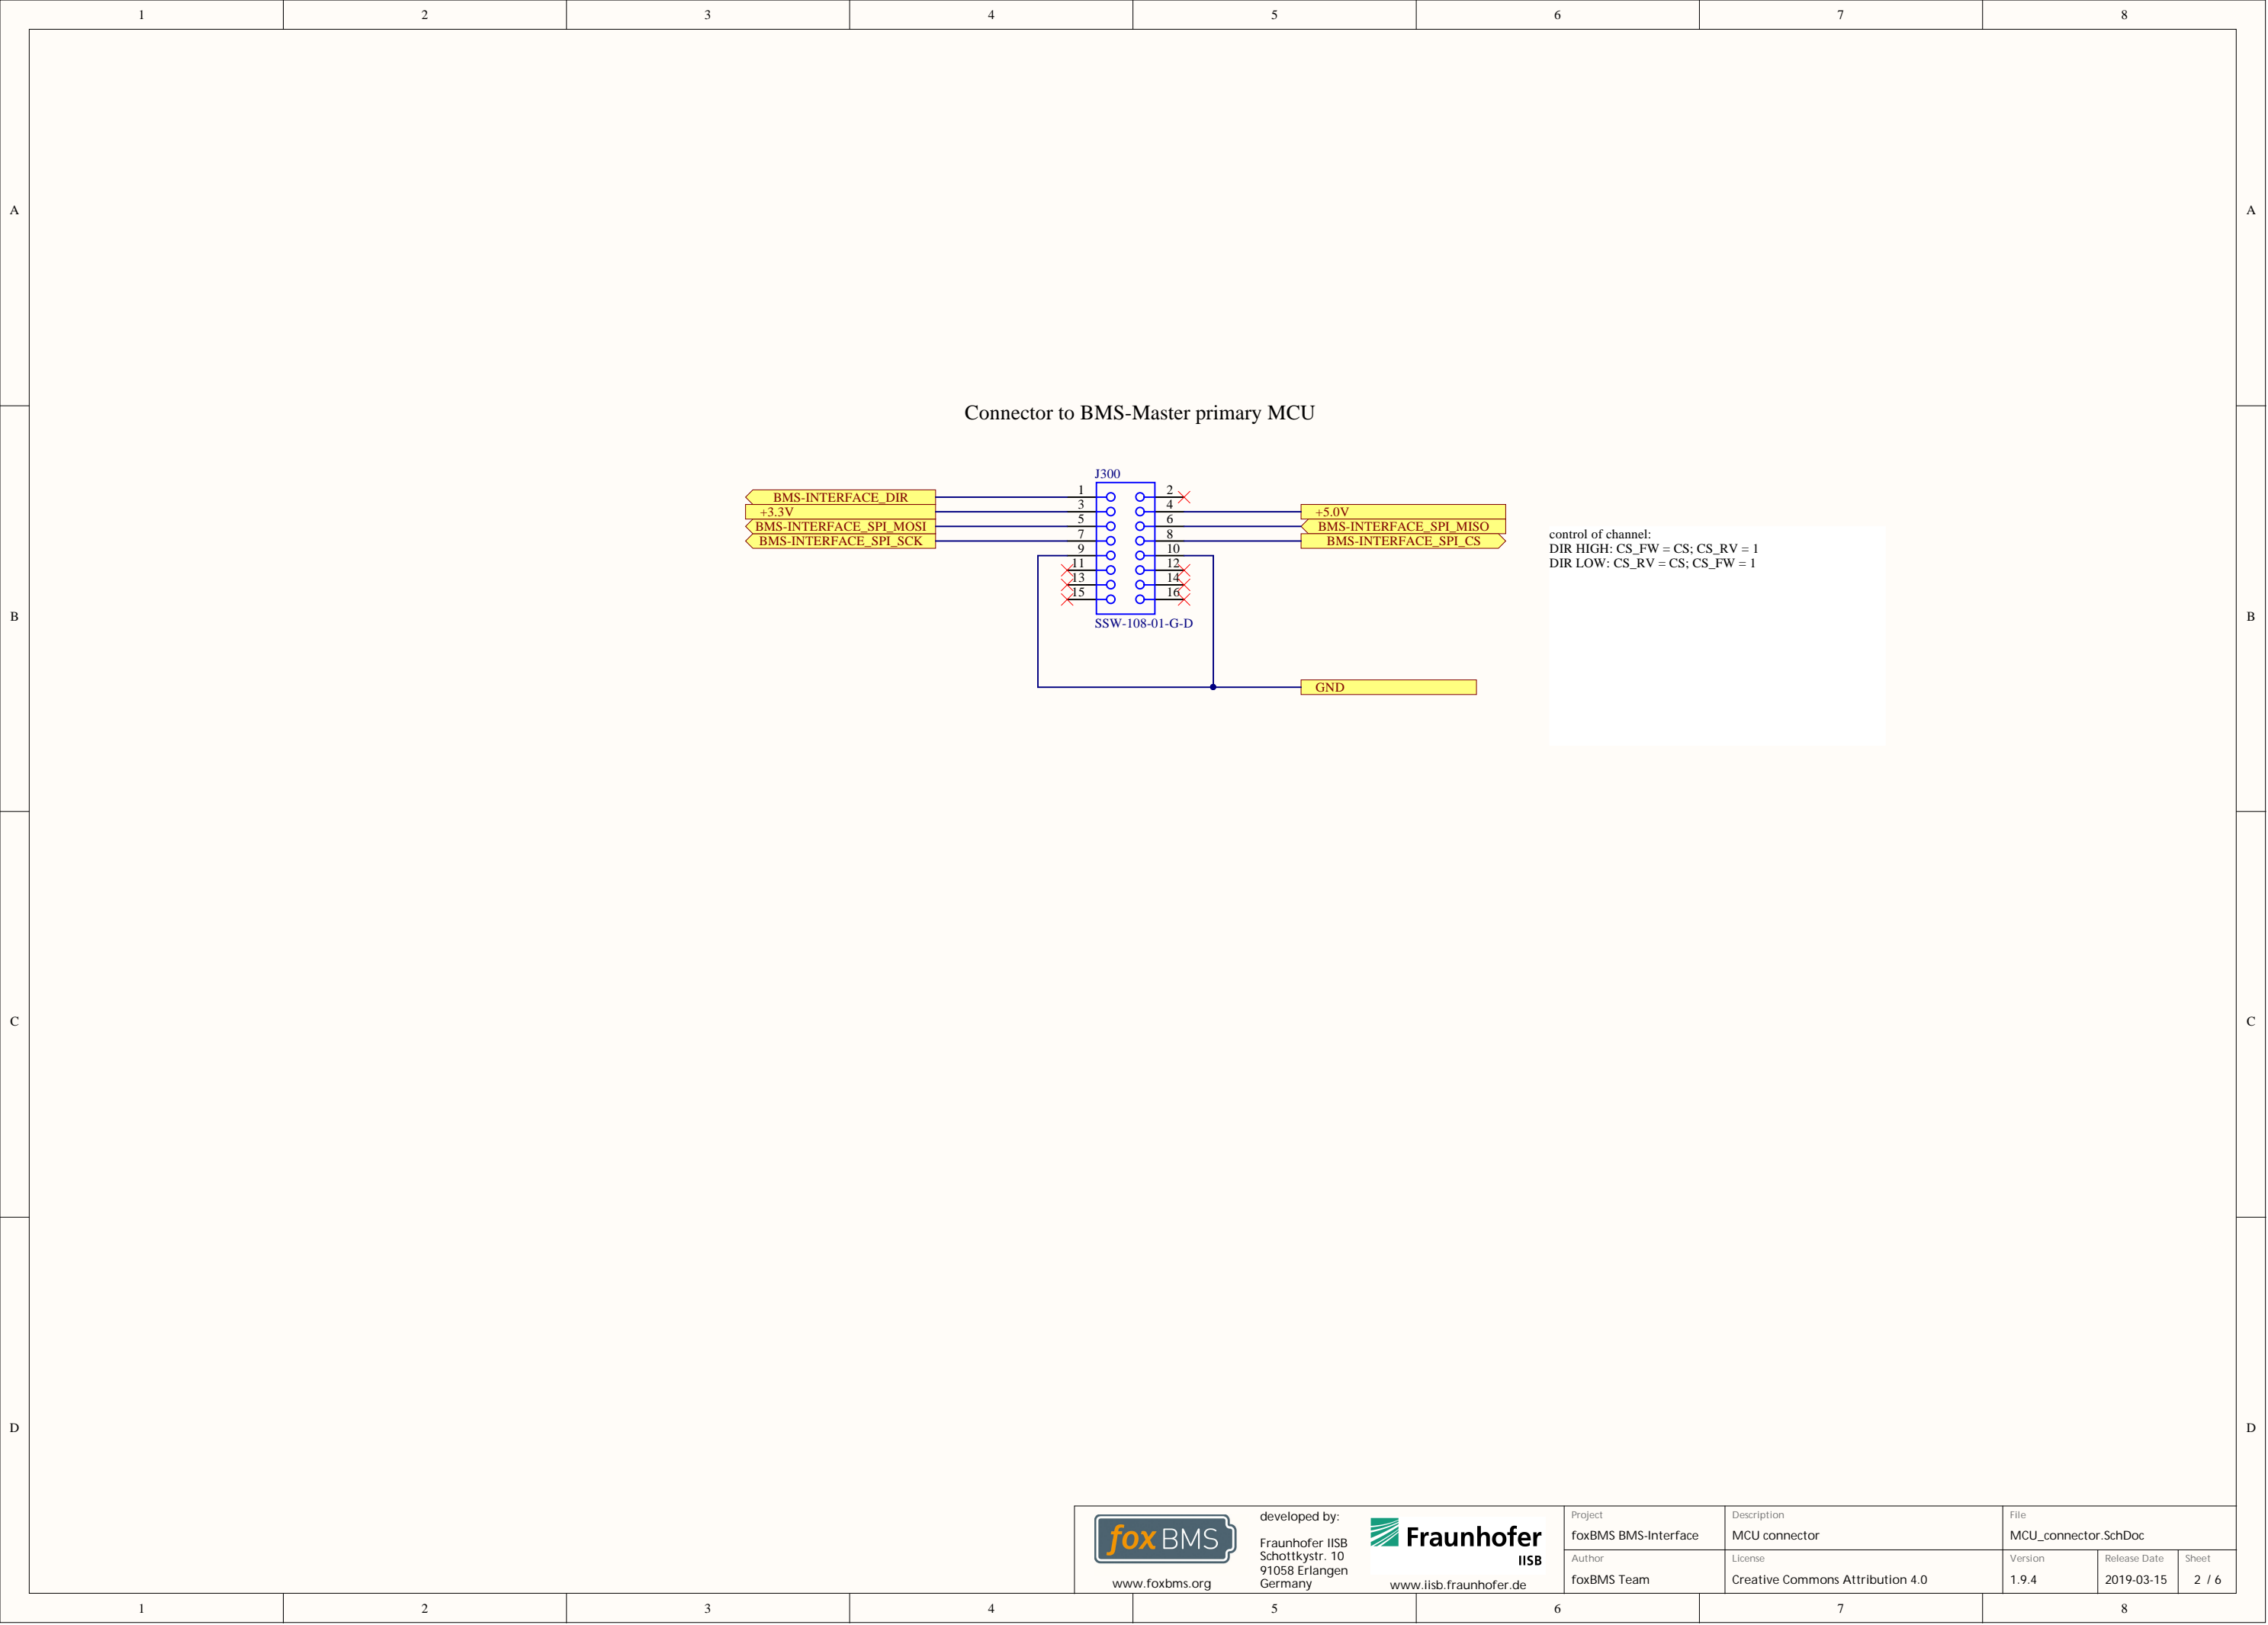 1 2 3 4 5 6 7 8
A A
Connector to BMS-Master primary MCU
J300
BMS-INTERFACE_DIR 1 2
+3.3V 3 4 +5.0V
BMS-INTERFACE_SPI_MOSI 5 6 BMS-INTERFACE_SPI_MISO
BMS-INTERFACE_SPI_SCK 7 8 BMS-INTERFACE_SPI_CS
9 10
11 12
13 14
15 16
SSW-108-01-G-D
GND
control of channel:
DIR HIGH: CS_FW = CS; CS_RV = 1
DIR LOW: CS_RV = CS; CS_FW = 1
B B
C C
D D
fox BMS
www.foxbms.org
developed by:
Fraunhofer IISB
Schottkystr. 10
91058 Erlangen
Germany
Fraunhofer
IISB
www.iisb.fraunhofer.de
Project
foxBMS BMS-Interface
Description
MCU connector
File
MCU_connector.SchDoc
Author
foxBMS Team
License
Creative Commons Attribution 4.0
Version
1.9.4
Release Date
2019-03-15
Sheet
2 / 6
1 2 3 4 5 6 7 8